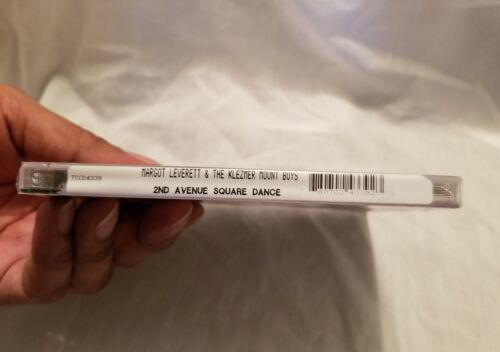 TCCD4339
MARGOT LEVERETT & THE KLEZMER MOUNT BOYS
2ND AVENUE SQUARE DANCE